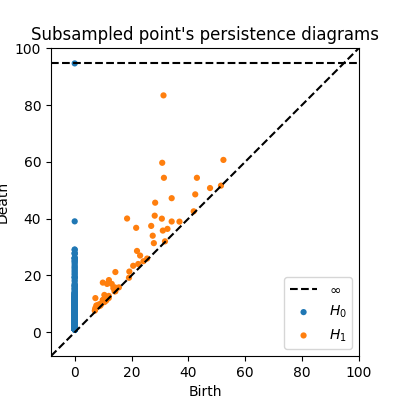 Subsampled point's persistence diagrams
100
80
60
40
20
0
Death
0 20 40 60 80 100
Birth
∞
H₀
H₁